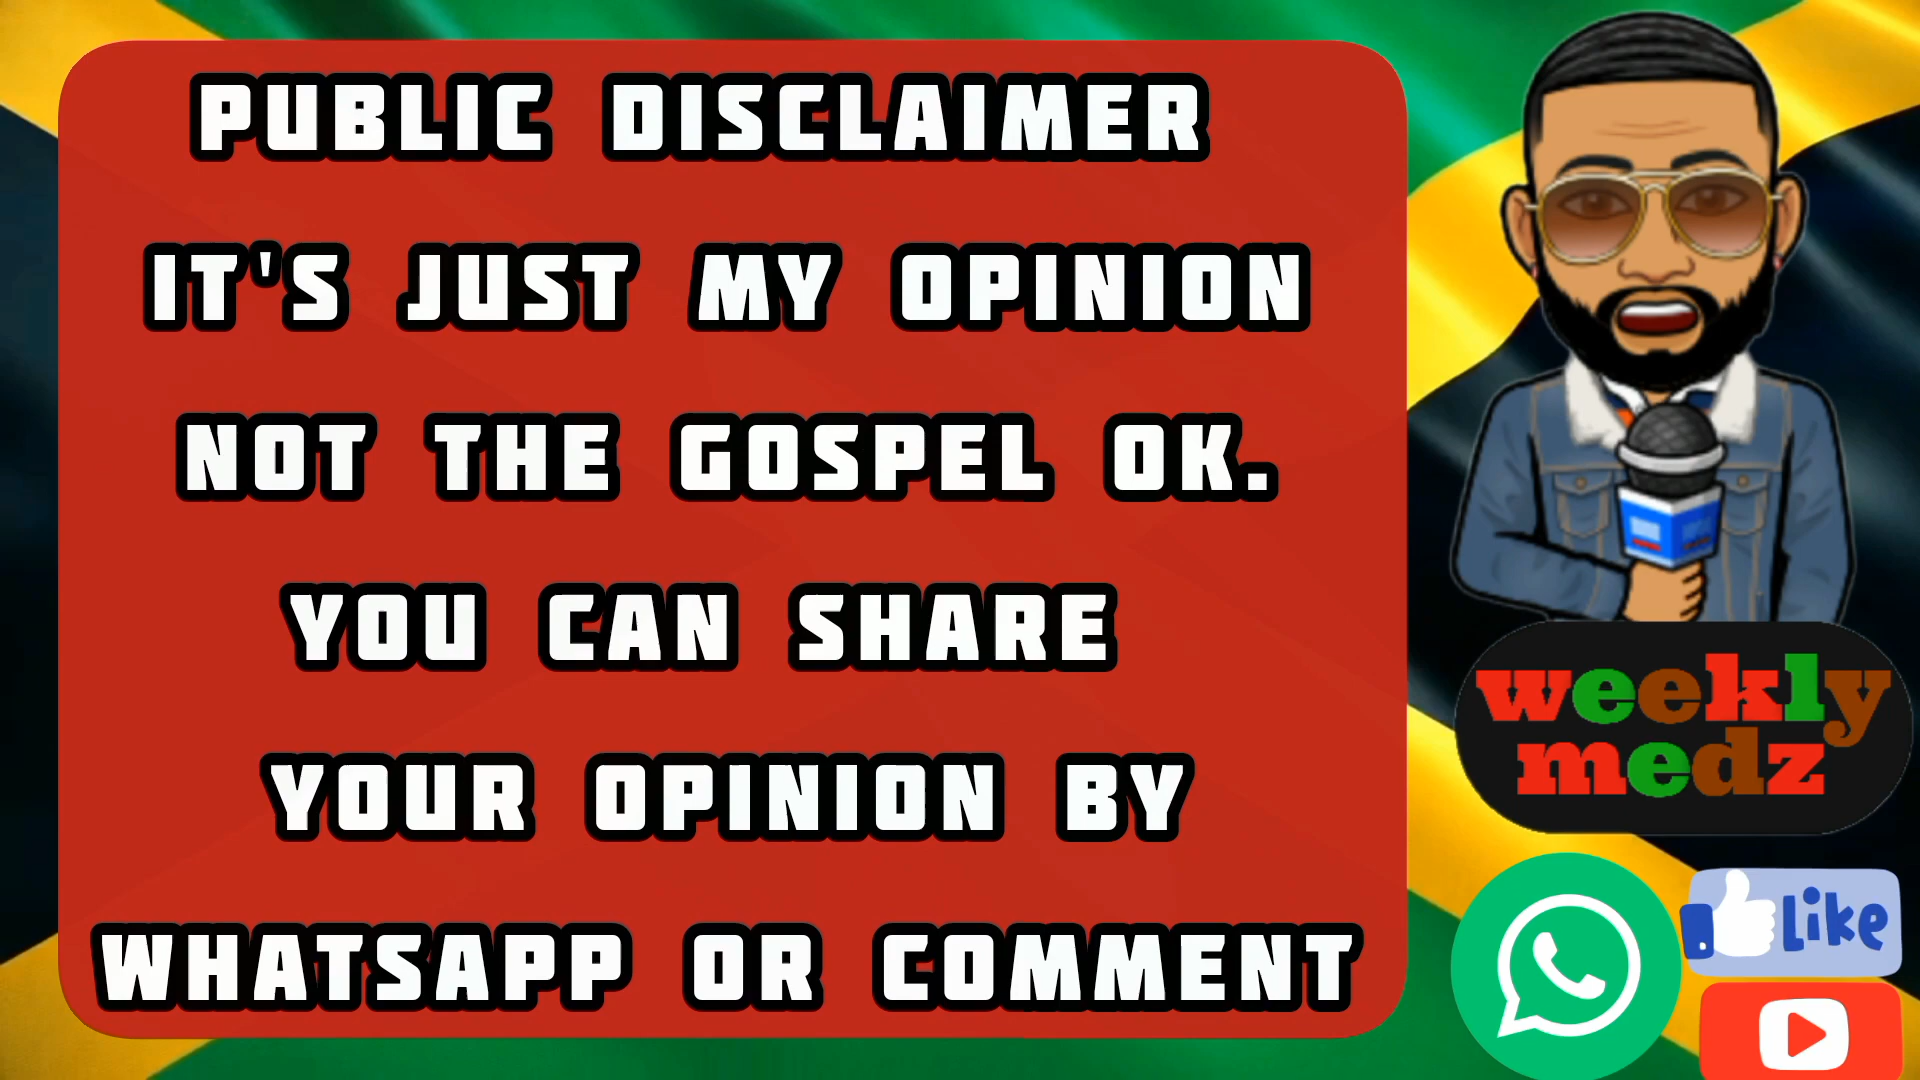 PUBLIC DISCLAIMER
IT'S JUST MY OPINION
NOT THE GOSPEL OK.
YOU CAN SHARE
YOUR OPINION BY
WHATSAPP OR COMMENT
weekly
medz
Like